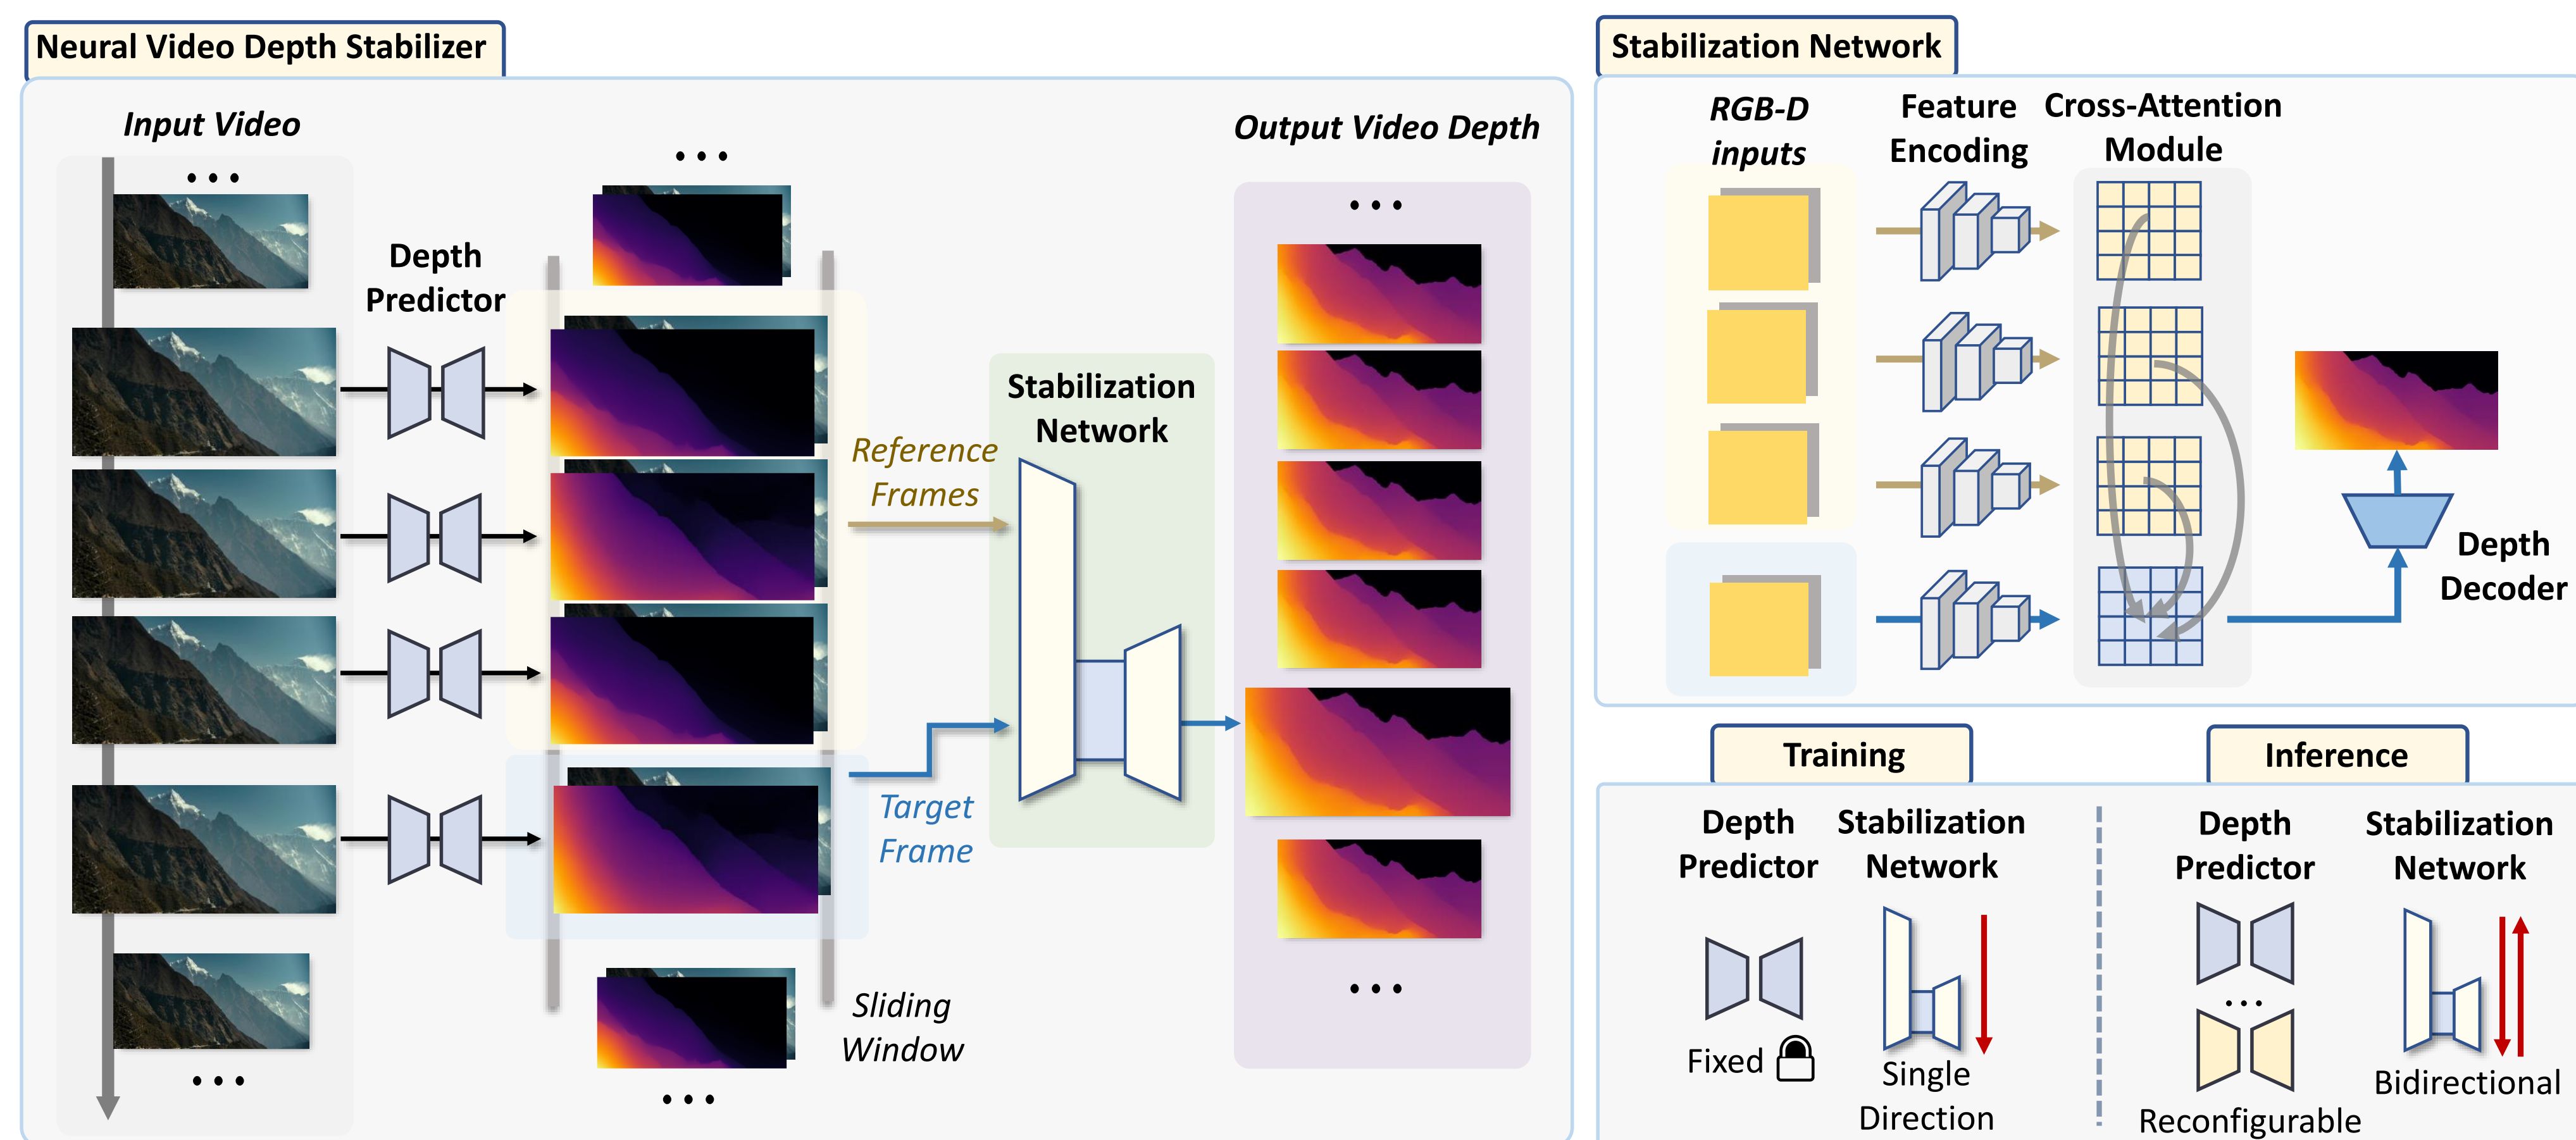 Neural Video Depth Stabilizer
Input Video
Depth
Predictor
Reference
Frames
Target
Frame
Sliding
Window
Stabilization
Network
Output Video Depth
Stabilization Network
RGB-D
inputs
Feature
Encoding
Cross-Attention
Module
Depth
Decoder
Training
Depth
Predictor
Fixed
Stabilization
Network
Single
Direction
Inference
Depth
Predictor
Reconfigurable
Stabilization
Network
Bidirectional